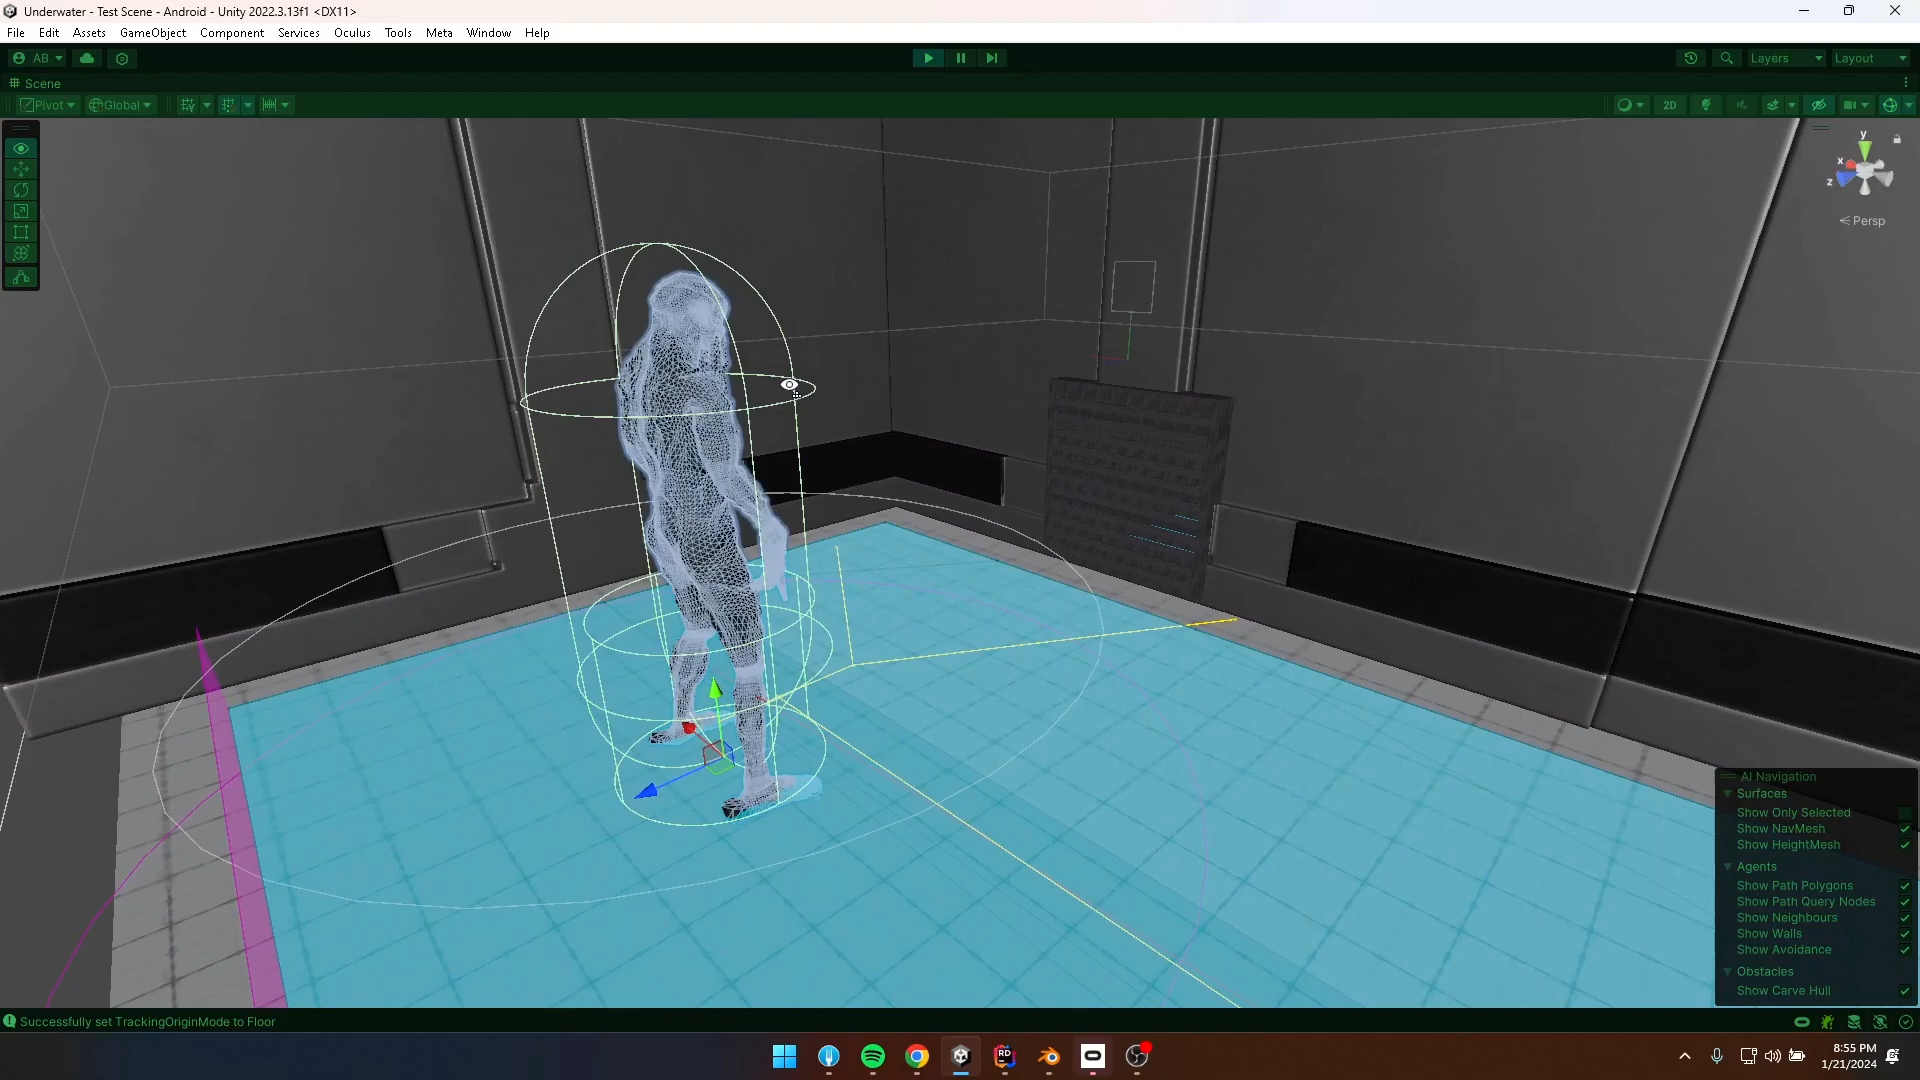 Underwater - Test Scene - Android - Unity 2022.3.13f1 <DX11>
File Edit Assets GameObject Component Services Oculus Tools Meta Window Help
AB Layers Layout
Scene
Pivot Global 2D
y
x
z
Persp
AI Navigation
Surfaces
Show Only Selected
Show NavMesh
Show HeightMesh
Agents
Show Path Polygons
Show Path Query Nodes
Show Neighbours
Show Walls
Show Avoidance
Obstacles
Show Carve Hull
Successfully set TrackingOriginMode to Floor
RD
8:55 PM
1/21/2024